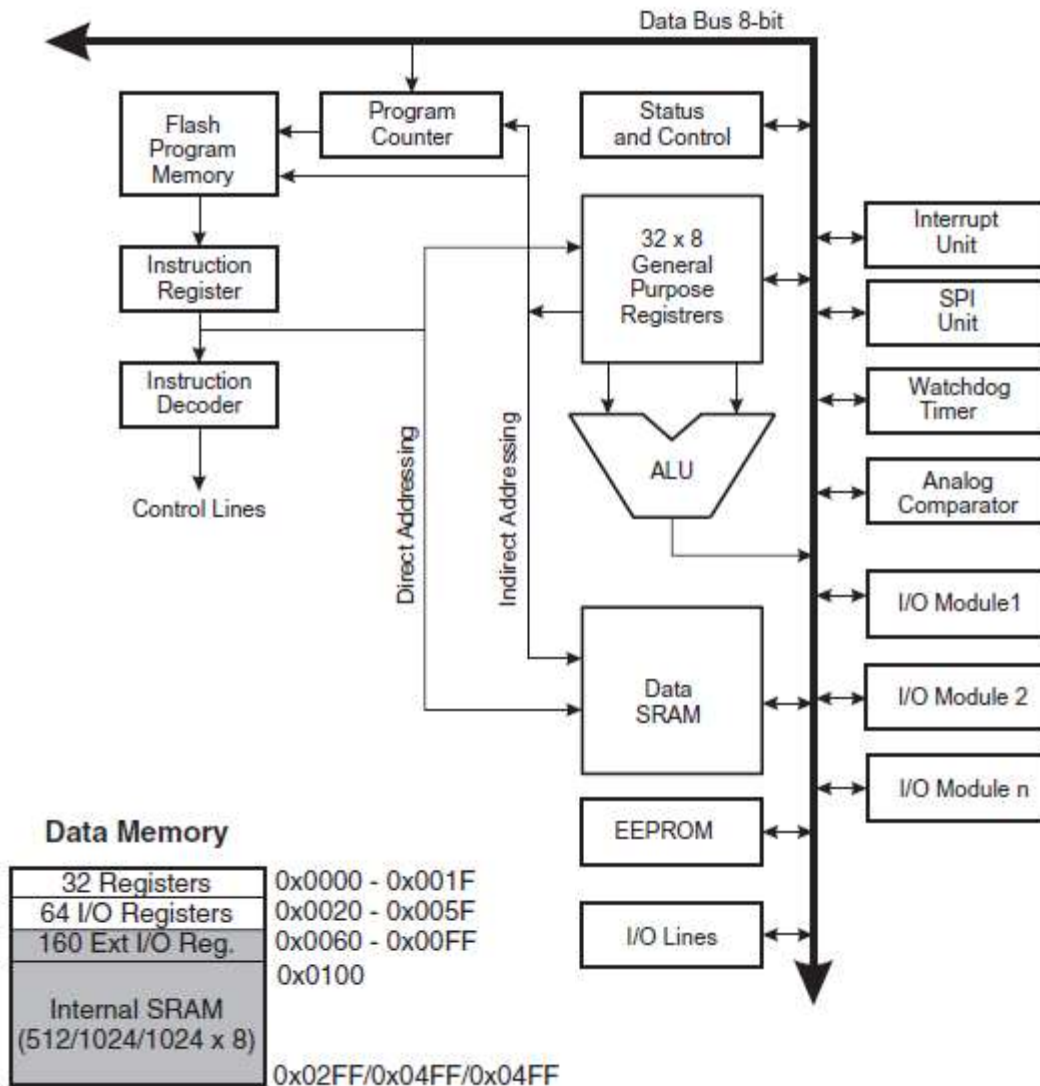 Data Bus 8-bit
Flash
Program
Memory
Program
Counter
Status
and Control
32 x 8
General
Purpose
Registrers
Interrupt
Unit
Instruction
Register
SPI
Unit
Instruction
Decoder
Watchdog
Timer
Control Lines
Direct Addressing
Indirect Addressing
ALU
Analog
Comparator
I/O Module1
Data
SRAM
I/O Module 2
I/O Module n
EEPROM
I/O Lines
Data Memory
32 Registers 0x0000 - 0x001F
64 I/O Registers 0x0020 - 0x005F
160 Ext I/O Reg. 0x0060 - 0x00FF
0x0100
Internal SRAM
(512/1024/1024 x 8)
0x02FF/0x04FF/0x04FF